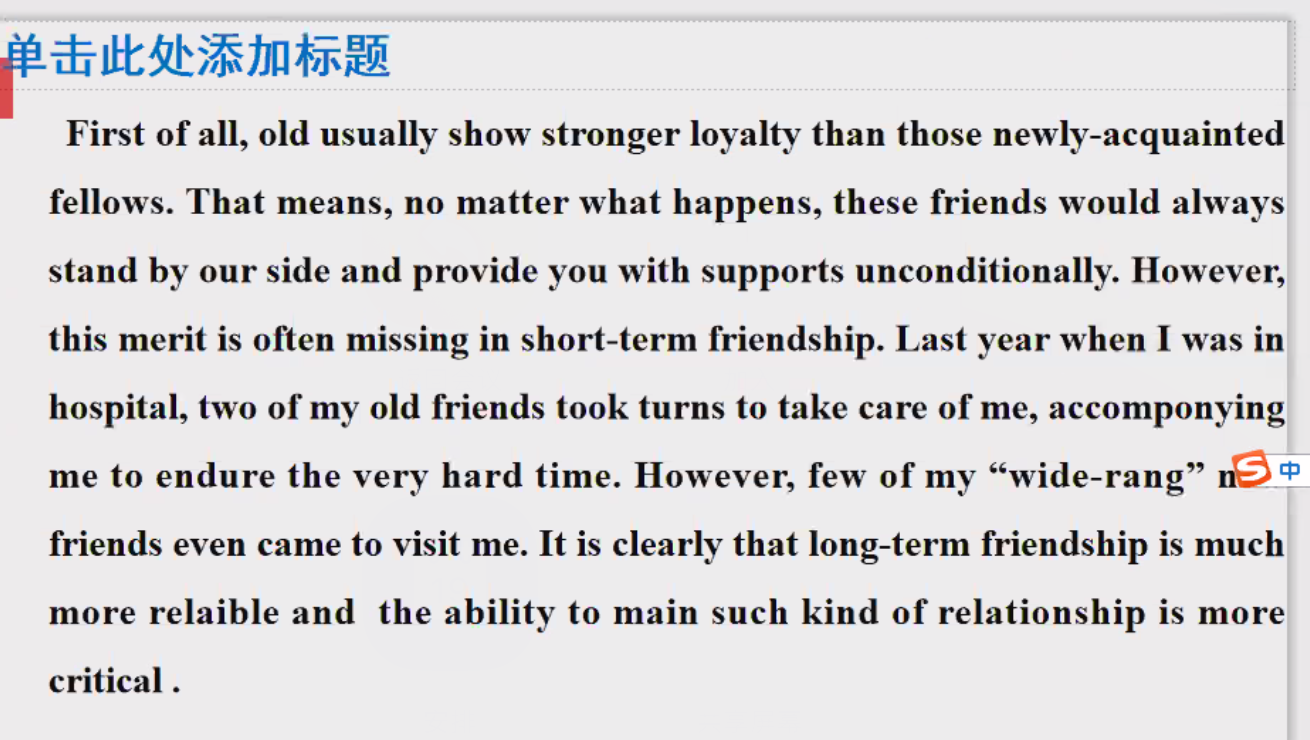 单击此处添加标题
First of all, old usually show stronger loyalty than those newly-acquainted
fellows. That means, no matter what happens, these friends would always
stand by our side and provide you with supports unconditionally. However,
this merit is often missing in short-term friendship. Last year when I was in
hospital, two of my old friends took turns to take care of me, accomponying
me to endure the very hard time. However, few of my “wide-rang”
中
friends even came to visit me. It is clearly that long-term friendship is much
more relaible and the ability to main such kind of relationship is more
critical .